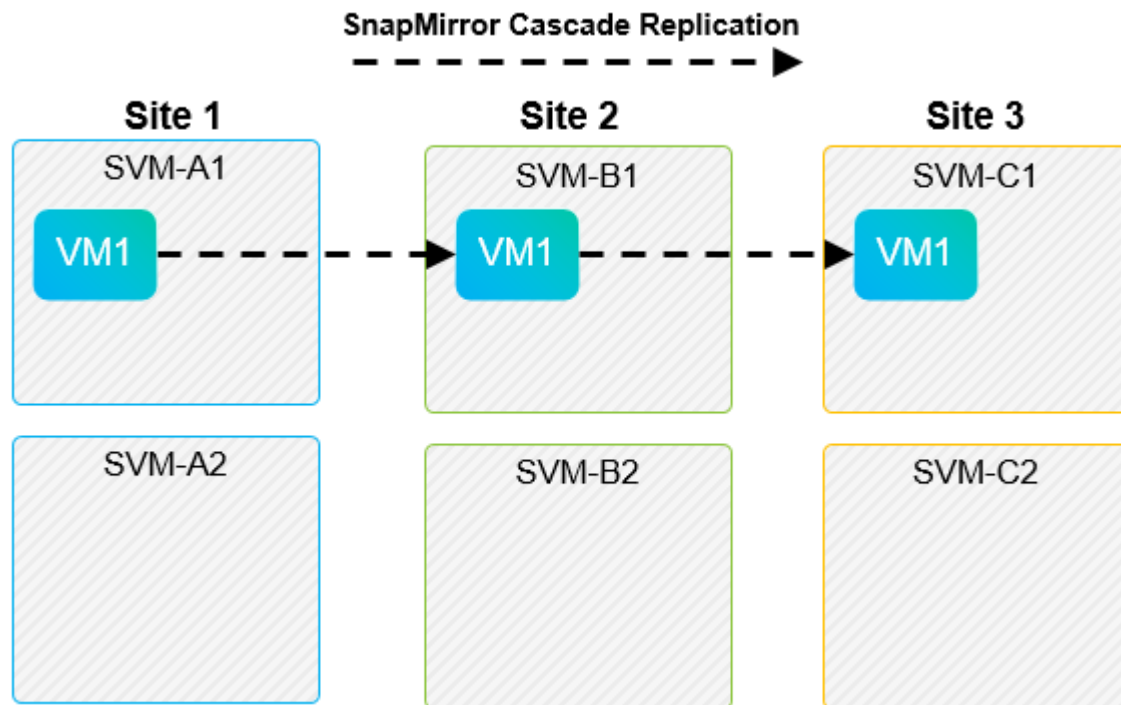 SnapMirror Cascade Replication
Site 1
Site 2
Site 3
SVM-A1
SVM-B1
SVM-C1
VM1
VM1
VM1
SVM-A2
SVM-B2
SVM-C2